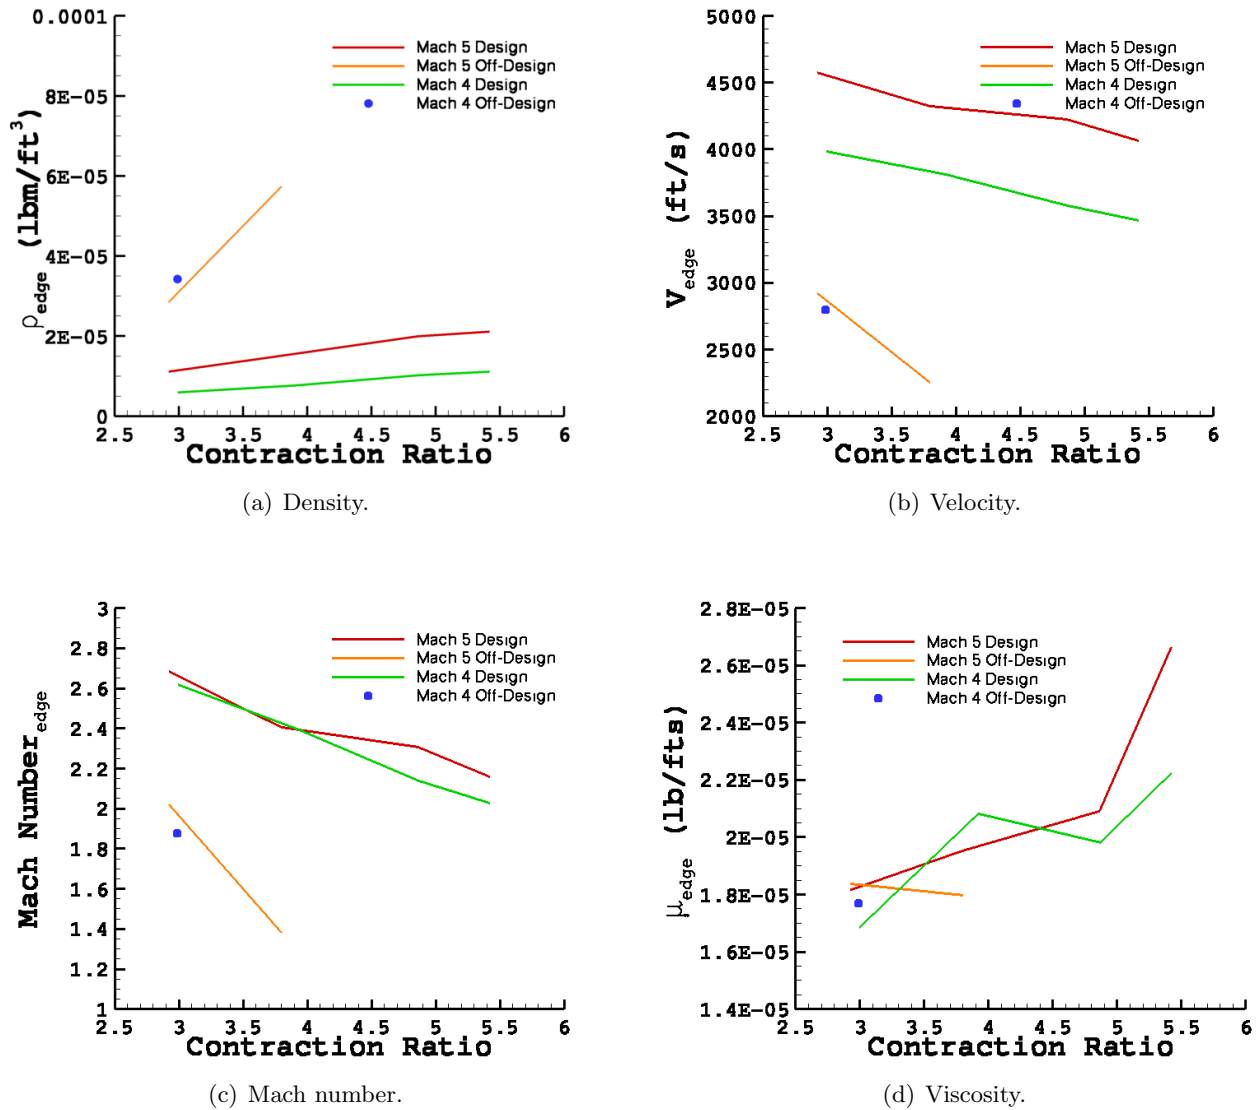 0.0001
8E-05
6E-05
4E-05
2E-05
0
ρedge (lbm/ft³)
Mach 5 Design
Mach 5 Off-Design
Mach 4 Design
Mach 4 Off-Design
2.5 3 3.5 4 4.5 5 5.5 6
Contraction Ratio
(a) Density.
5000
4500
4000
3500
3000
2500
2000
Vedge (ft/s)
Mach 5 Design
Mach 5 Off-Design
Mach 4 Design
Mach 4 Off-Design
2.5 3 3.5 4 4.5 5 5.5 6
Contraction Ratio
(b) Velocity.
3
2.8
2.6
2.4
2.2
2
1.8
1.6
1.4
1.2
1
Mach Numberedge
Mach 5 Design
Mach 5 Off-Design
Mach 4 Design
Mach 4 Off-Design
2.5 3 3.5 4 4.5 5 5.5 6
Contraction Ratio
(c) Mach number.
2.8E-05
2.6E-05
2.4E-05
2.2E-05
2E-05
1.8E-05
1.6E-05
1.4E-05
μedge (lb/fts)
Mach 5 Design
Mach 5 Off-Design
Mach 4 Design
Mach 4 Off-Design
2.5 3 3.5 4 4.5 5 5.5 6
Contraction Ratio
(d) Viscosity.